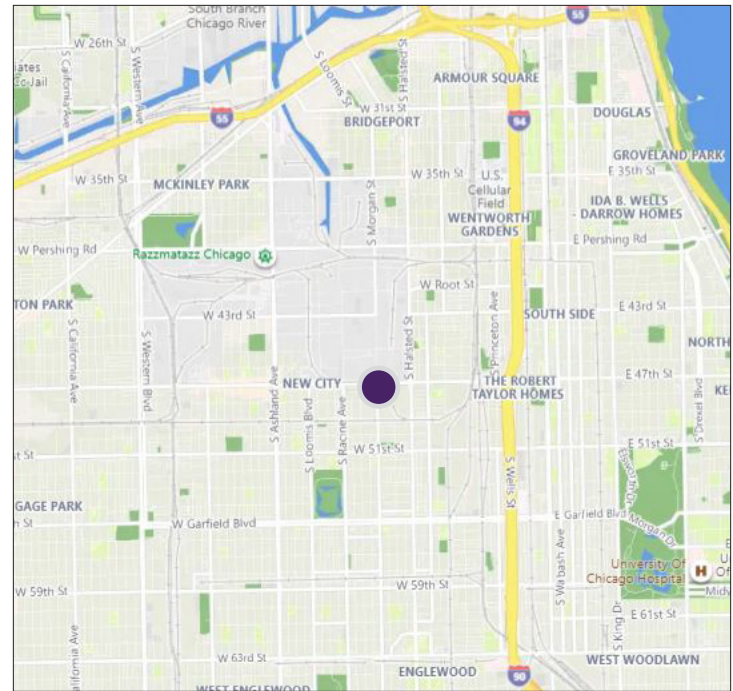 South Branch
Chicago River
55
W 26th St
S California Ave
S Western Ave
S Loomis St
S Halsted St
ARMOUR SQUARE
W 31st St
BRIDGEPORT
55
94
DOUGLAS
GROVELAND PARK
W 35th St
MCKINLEY PARK
W 35th St
U.S.
Cellular
Field
E 35th St
S Morgan St
IDA B. WELLS
- DARROW HOMES
WENTWORTH
GARDENS
W Pershing Rd
Razzmatazz Chicago
E Pershing Rd
W Root St
TON PARK
W 43rd St
SOUTH SIDE
E 43rd St
S California Ave
S Western Blvd
S Ashland Ave
S Halsted St
S Princeton Ave
NORTH
E 47th St
NEW CITY
THE ROBERT
TAYLOR HOMES
KE
S Drexel Blvd
S Loomis Blvd
S Racine Ave
W 51st St
E 51st St
st St
S Wells St
Ellsworth Dr
GAGE PARK
h St
W Garfield Blvd
E Garfield Blvd
Morgan Dr
S Wabash Ave
University Of
Chicago Hospital
H
Midw
W 59th St
W 59th St
S King Dr
E 61st St
W 63rd St
WEST WOODLAWN
ENGLEWOOD
90
WEST ENGLEWOOD